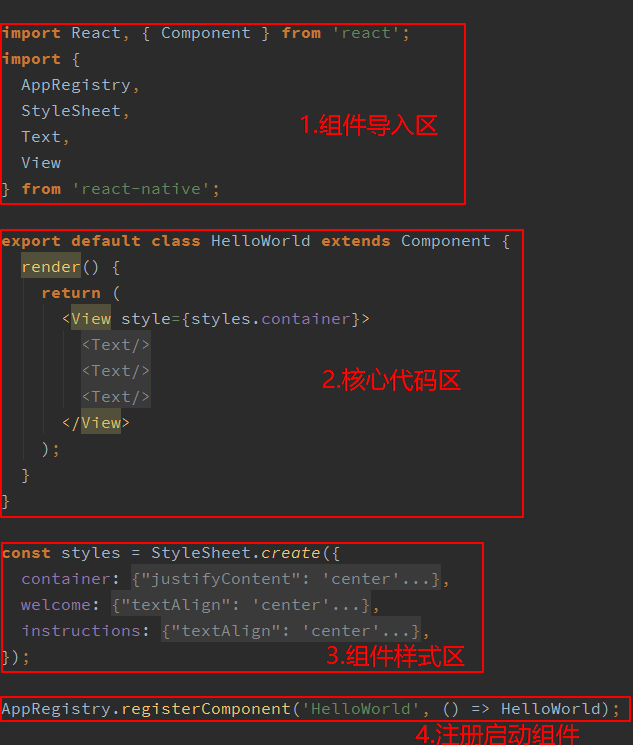 import React, { Component } from 'react';
import {
  AppRegistry,
  StyleSheet,
  Text,
  View
} from 'react-native';
1.组件导入区
export default class HelloWorld extends Component {
  render() {
    return (
      <View style={styles.container}>
        <Text/>
        <Text/>
        <Text/>
      </View>
    );
  }
}
2.核心代码区
const styles = StyleSheet.create({
  container: {"justifyContent": 'center'...},
  welcome: {"textAlign": 'center'...},
  instructions: {"textAlign": 'center'...},
});
3.组件样式区
AppRegistry.registerComponent('HelloWorld', () => HelloWorld);
4.注册启动组件